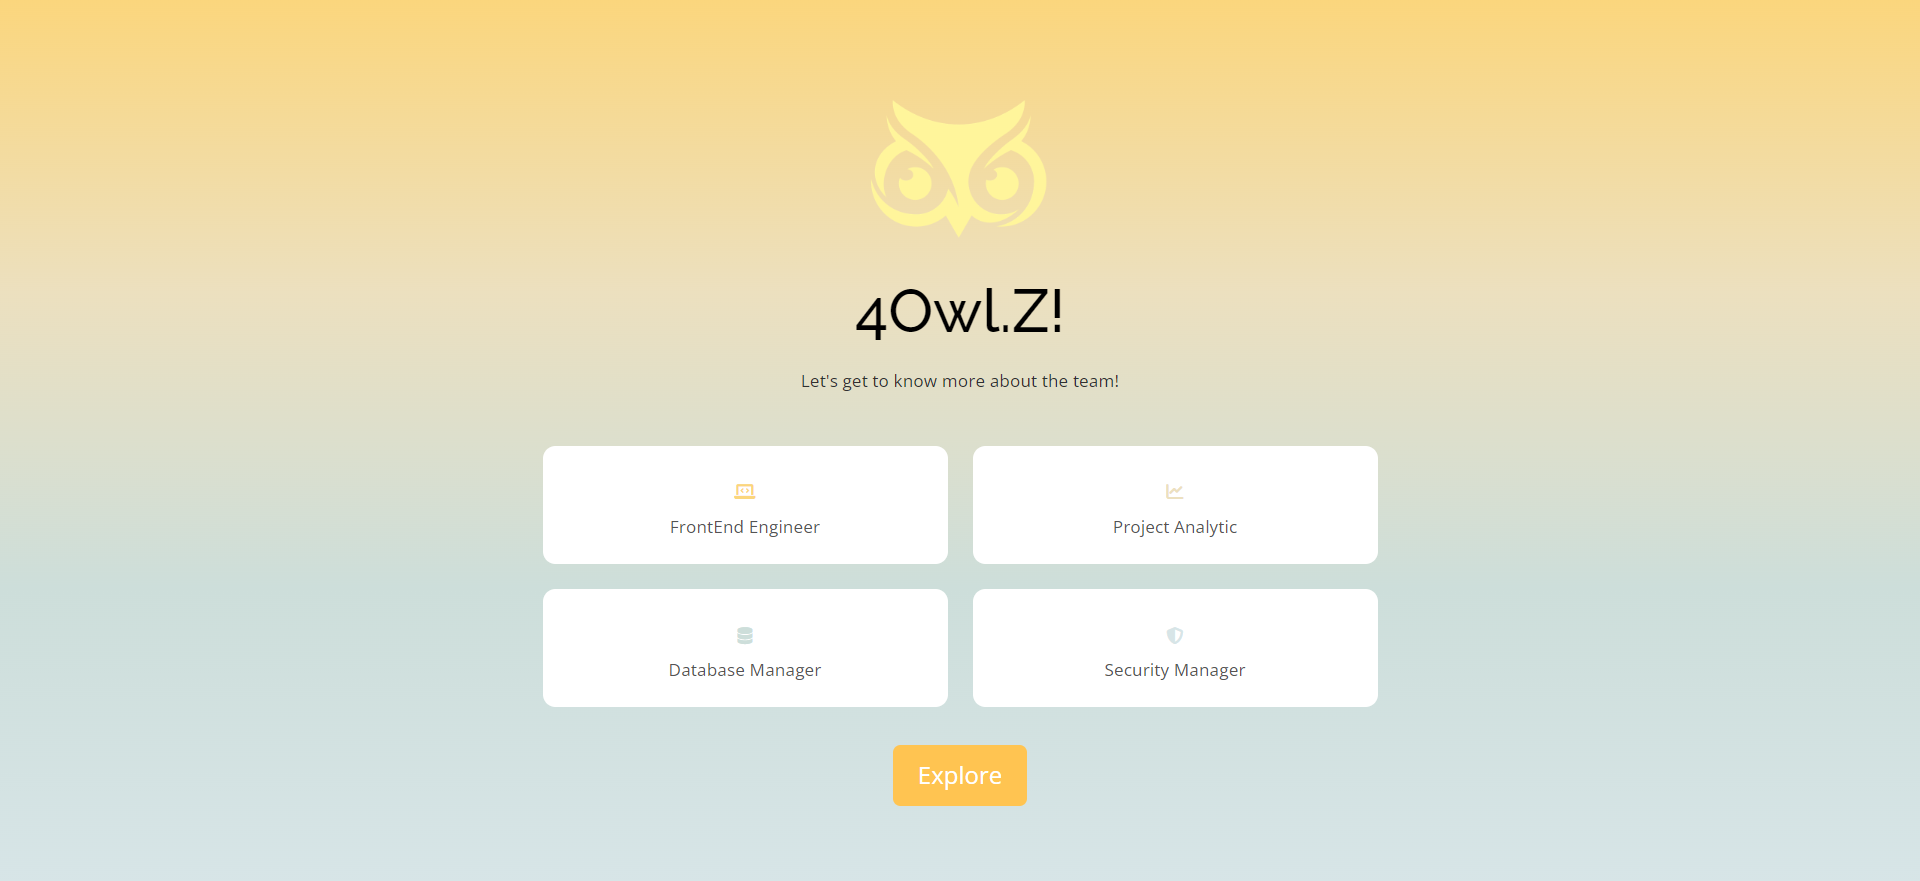 4Owl.Z!
Let's get to know more about the team!
FrontEnd Engineer
Project Analytic
Database Manager
Security Manager
Explore